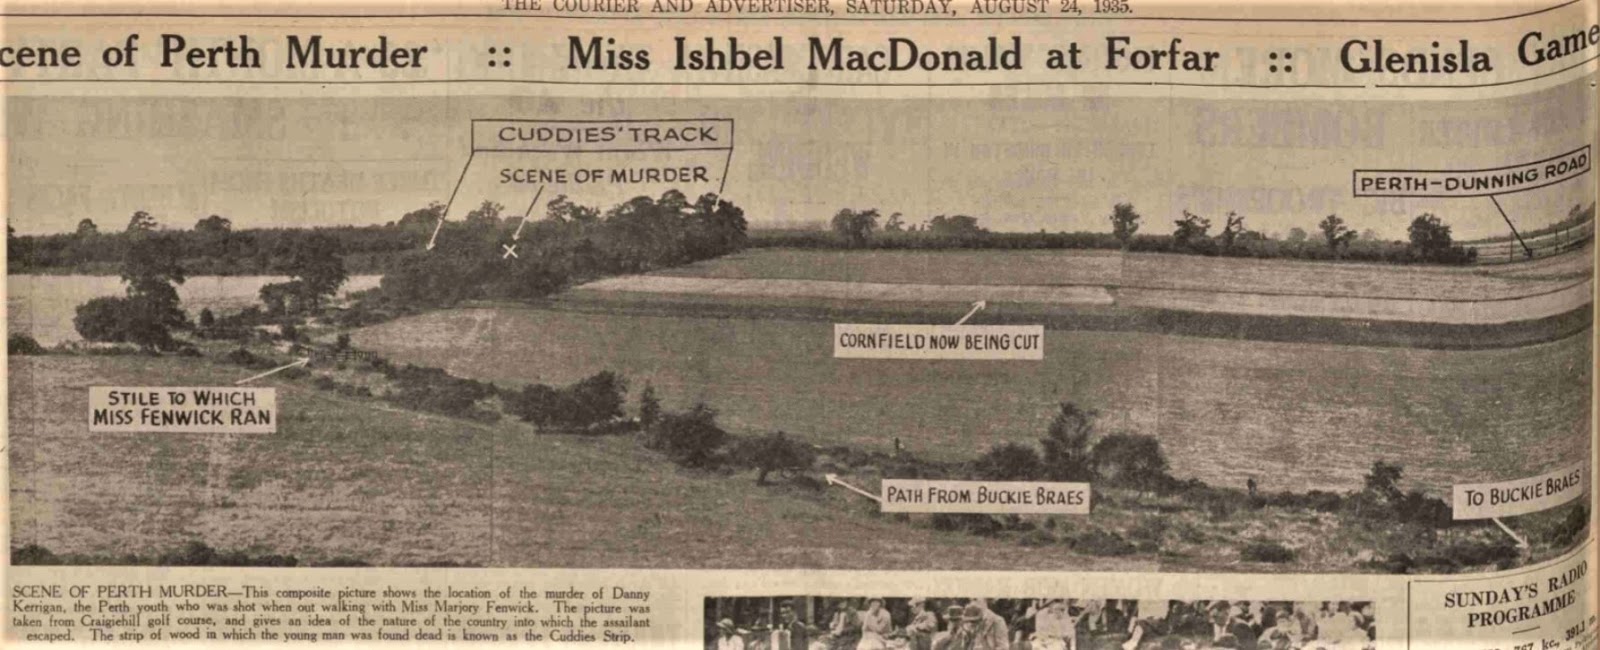 THE COURIER AND ADVERTISER, SATURDAY, AUGUST 24, 1935.
cene of Perth Murder :: Miss Ishbel MacDonald at Forfar :: Glenisla Game
CUDDIES' TRACK
SCENE OF MURDER
PERTH-DUNNING ROAD
CORNFIELD NOW BEING CUT
STILE TO WHICH
MISS FENWICK RAN
PATH FROM BUCKIE BRAES
TO BUCKIE BRAES
SCENE OF PERTH MURDER—This composite picture shows the location of the murder of Danny
Kerrigan, the Perth youth who was shot when out walking with Miss Marjory Fenwick. The picture was
taken from Craigiehill golf course, and gives an idea of the nature of the country into which the assailant
escaped. The strip of wood in which the young man was found dead is known as the Cuddies Strip.
SUNDAY'S RADIO
PROGRAMME
767 kc., 391.1 m